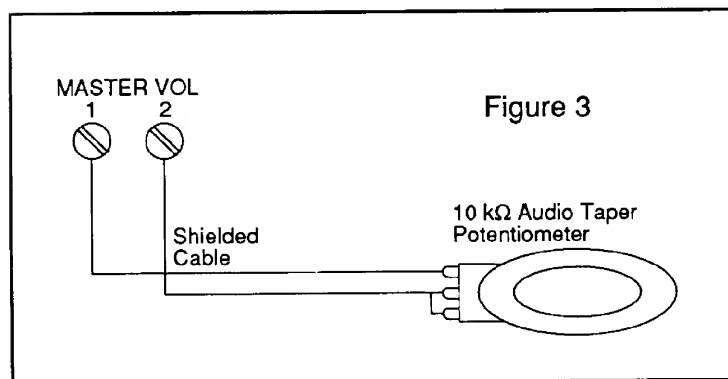 MASTER VOL
1 2
Figure 3
10 kΩ Audio Taper
Potentiometer
Shielded
Cable